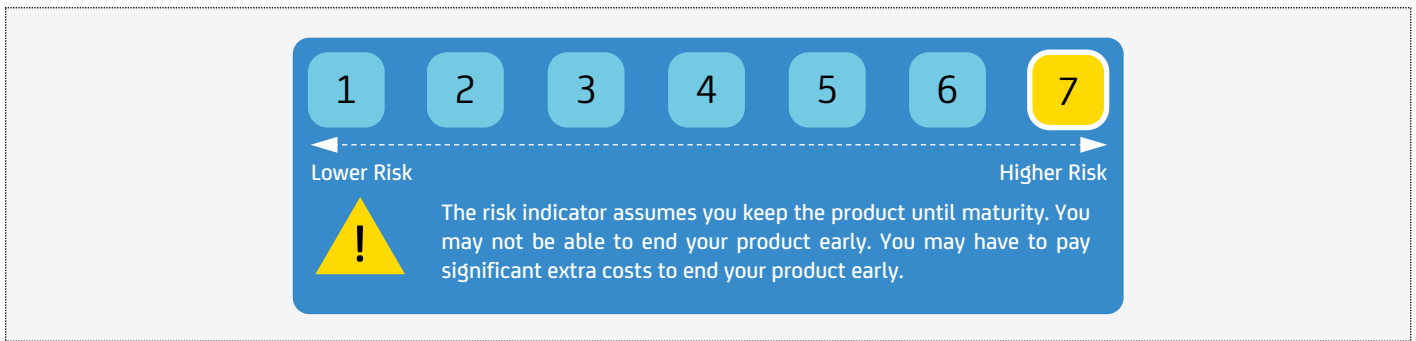 1 2 3 4 5 6 7
Lower Risk Higher Risk
!
The risk indicator assumes you keep the product until maturity. You
may not be able to end your product early. You may have to pay
significant extra costs to end your product early.